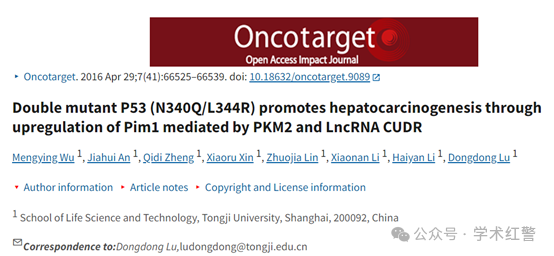 Oncotarget
Open Access Impact Journal
Oncotarget. 2016 Apr 29;7(41):66525–66539. doi: 10.18632/oncotarget.9089
Double mutant P53 (N340Q/L344R) promotes hepatocarcinogenesis through
upregulation of Pim1 mediated by PKM2 and LncRNA CUDR
Mengying Wu 1, Jiahui An 1, Qidi Zheng 1, Xiaoru Xin 1, Zhuojia Lin 1, Xiaonan Li 1, Haiyan Li 1, Dongdong Lu 1
Author information Article notes Copyright and License information
1 School of Life Science and Technology, Tongji University, Shanghai, 200092, China
Correspondence to:Dongdong Lu,ludongdong@tongji.edu.cn
公众号 · 学术红警